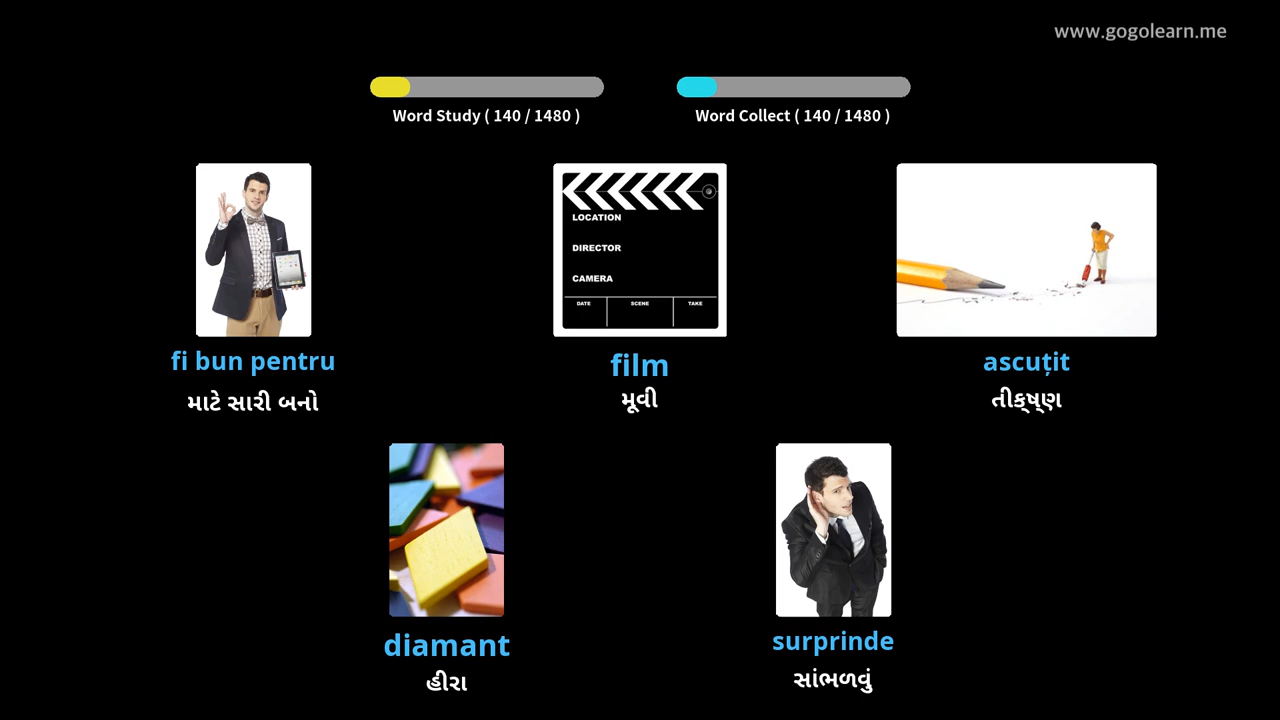 www.gogolearn.me
Word Study ( 140 / 1480 )
Word Collect ( 140 / 1480 )
LOCATION
DIRECTOR
CAMERA
DATE SCENE TAKE
fi bun pentru
માટે સારી બનો
film
મૂવી
ascuțit
તીક્ષ્ણ
diamant
હીરા
surprinde
સાંભળવું